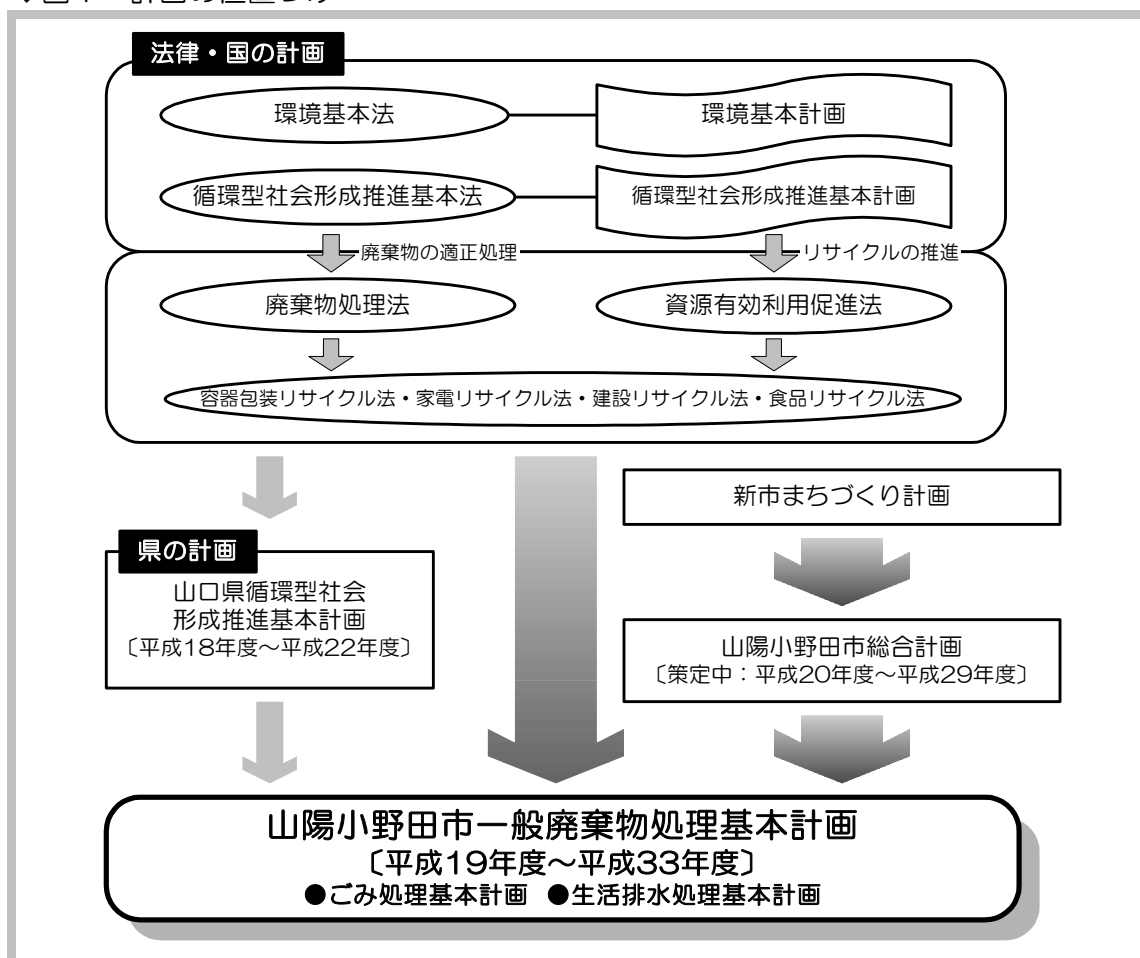 法律・国の計画
環境基本法
環境基本計画
循環型社会形成推進基本法
循環型社会形成推進基本計画
廃棄物の適正処理
リサイクルの推進
廃棄物処理法
資源有効利用促進法
容器包装リサイクル法・家電リサイクル法・建設リサイクル法・食品リサイクル法
新市まちづくり計画
県の計画
山口県循環型社会
形成推進基本計画
〔平成18年度～平成22年度〕
山陽小野田市総合計画
〔策定中：平成20年度～平成29年度〕
山陽小野田市一般廃棄物処理基本計画
〔平成19年度～平成33年度〕
●ごみ処理基本計画 ●生活排水処理基本計画